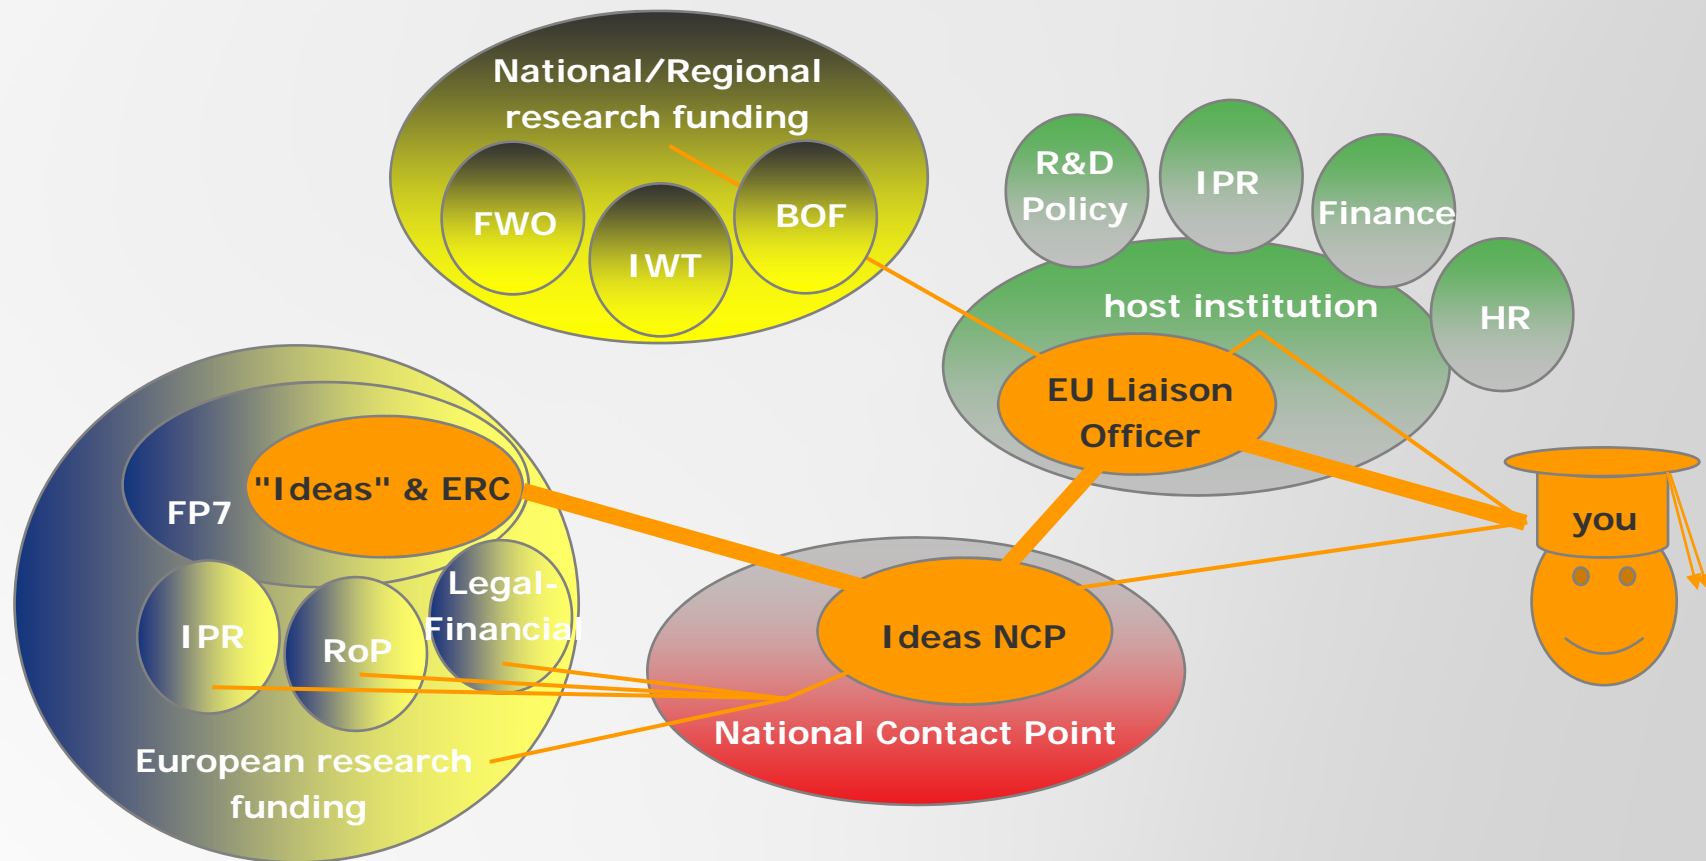 National/Regional
research funding
FWO
IWT
BOF
R&D
Policy
IPR
Finance
HR
host institution
EU Liaison
Officer
you
"Ideas" & ERC
FP7
IPR
RoP
Legal-
Financial
European research
funding
Ideas NCP
National Contact Point